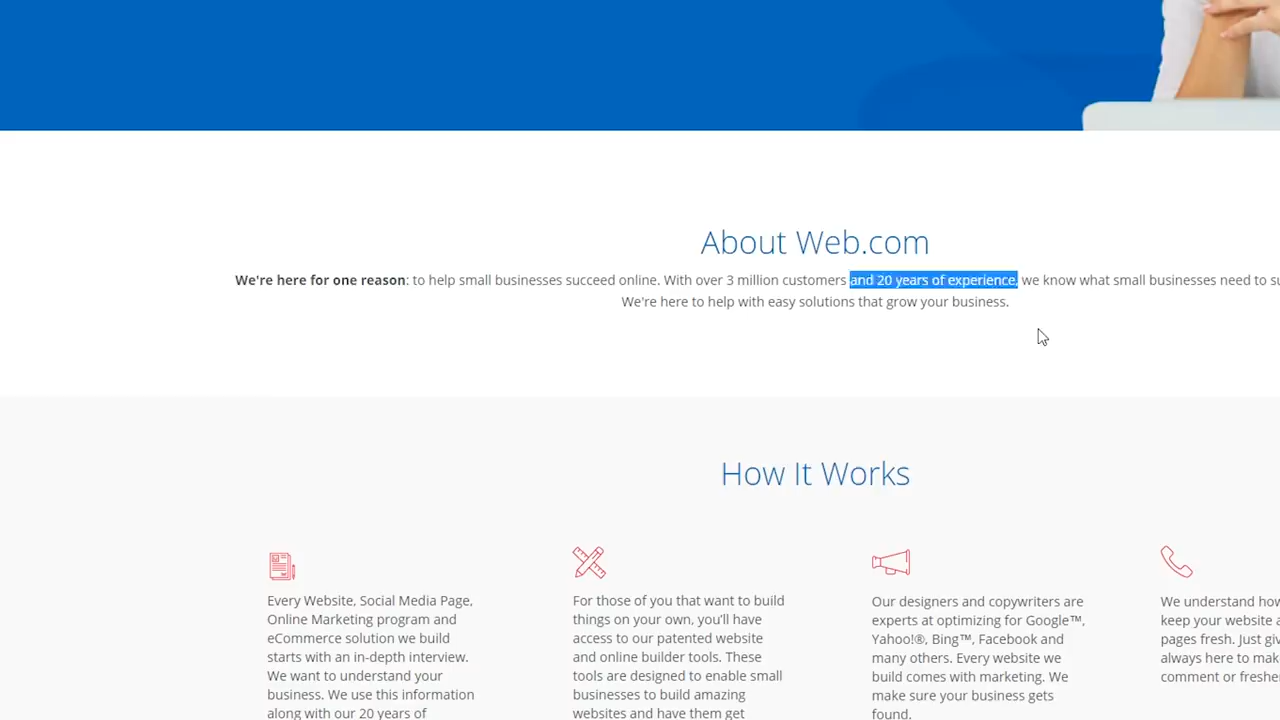 About Web.com
We're here for one reason: to help small businesses succeed online. With over 3 million customers and 20 years of experience, we know what small businesses need to
We're here to help with easy solutions that grow your business.
How It Works
Every Website, Social Media Page,
Online Marketing program and
eCommerce solution we build
starts with an in-depth interview.
We want to understand your
business. We use this information
along with our 20 years of
For those of you that want to build
things on your own, you'll have
access to our patented website
and online builder tools. These
tools are designed to enable small
businesses to build amazing
websites and have them get
Our designers and copywriters are
experts at optimizing for Google™,
Yahoo!®, Bing™, Facebook and
many others. Every website we
build comes with marketing. We
make sure your business gets
found.
We understand how
keep your website
pages fresh. Just
always here to
comment or